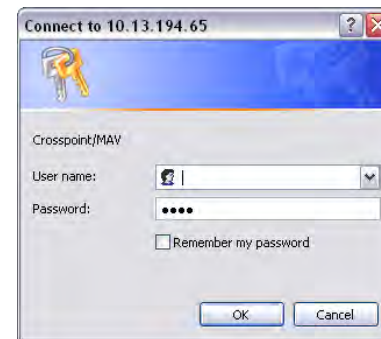 Connect to 10.13.194.65
Crosspoint/MAV
User name:
Password:
Remember my password
OK Cancel